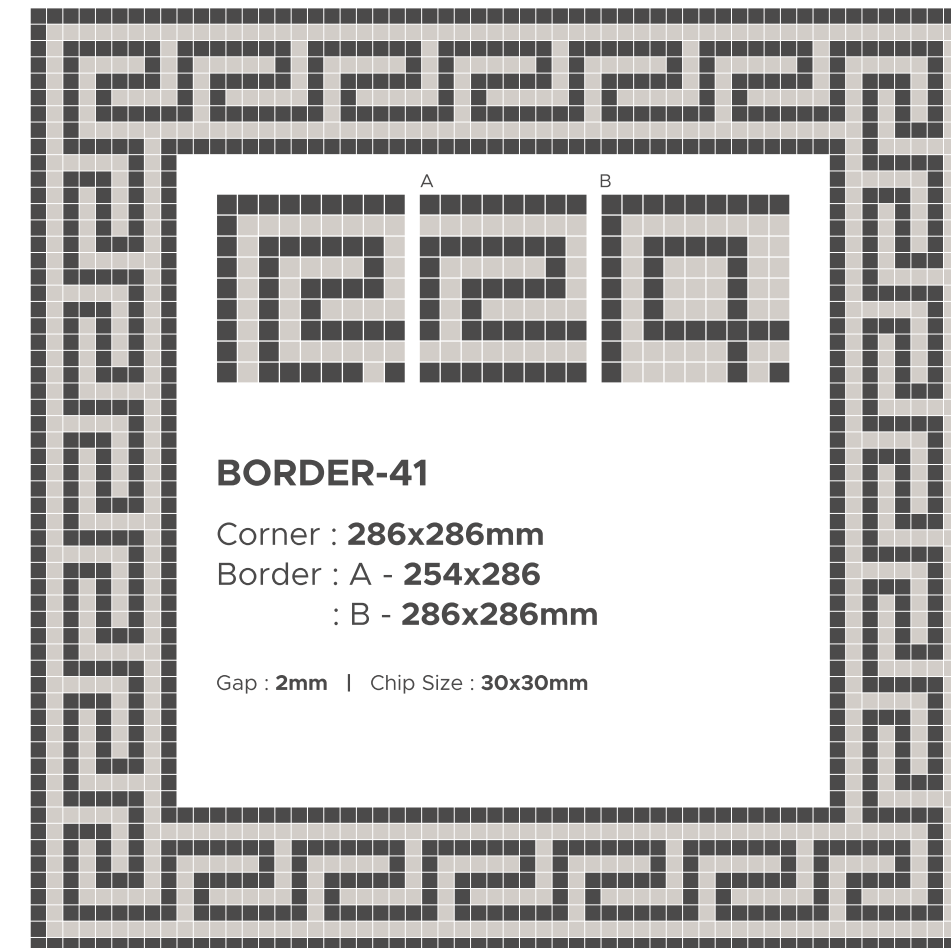 A
B
BORDER-41
Corner : 286x286mm
Border : A - 254x286
: B - 286x286mm
Gap : 2mm | Chip Size : 30x30mm